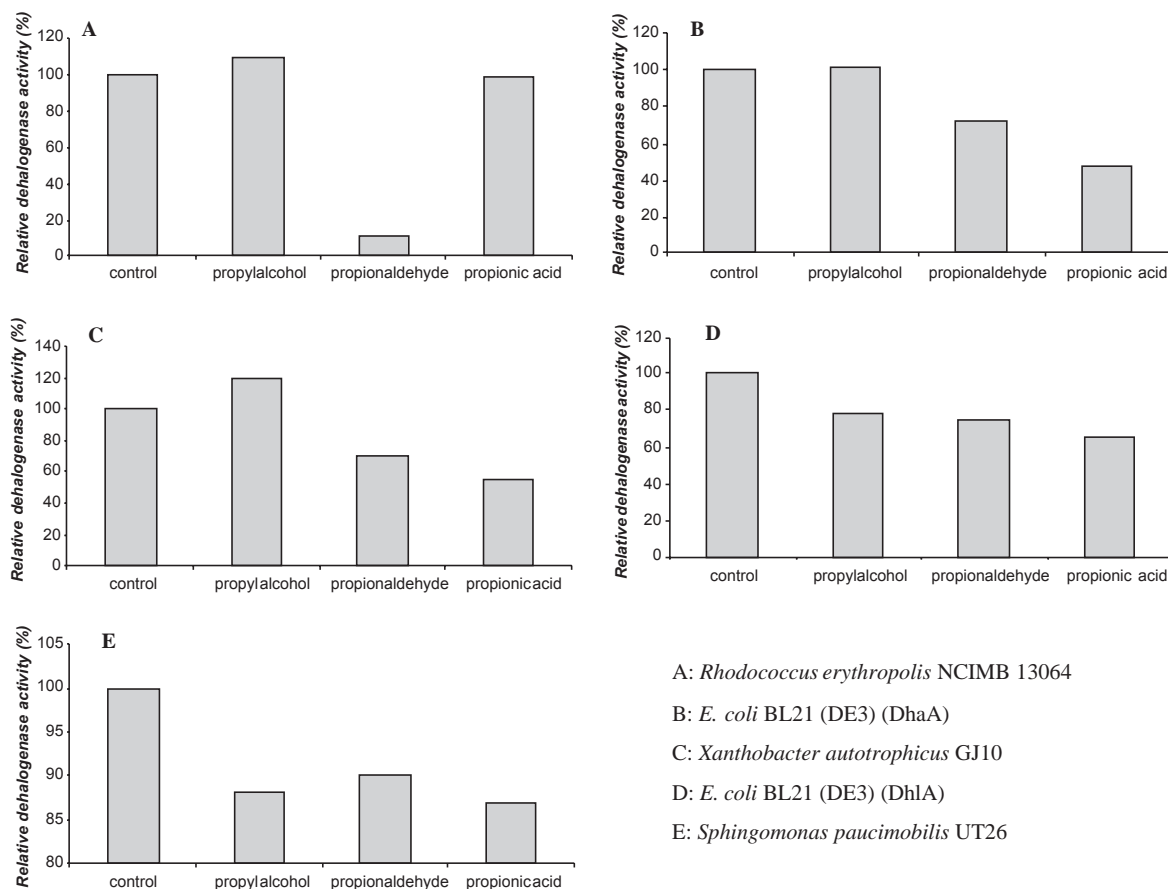 A
Relative dehalogenase activity (%)
120
100
80
60
40
20
0
control propylalcohol propionaldehyde propionic acid
B
Relative dehalogenase activity (%)
120
100
80
60
40
20
0
control propylalcohol propionaldehyde propionic acid
C
Relative dehalogenase activity (%)
140
120
100
80
60
40
20
0
control propylalcohol propionaldehyde propionic acid
D
Relative dehalogenase activity (%)
120
100
80
60
40
20
0
control propylalcohol propionaldehyde propionic acid
E
Relative dehalogenase activity (%)
105
100
95
90
85
80
control propylalcohol propionaldehyde propionic acid
A: Rhodococcus erythropolis NCIMB 13064
B: E. coli BL21 (DE3) (DhaA)
C: Xanthobacter autotrophicus GJ10
D: E. coli BL21 (DE3) (DhlA)
E: Sphingomonas paucimobilis UT26